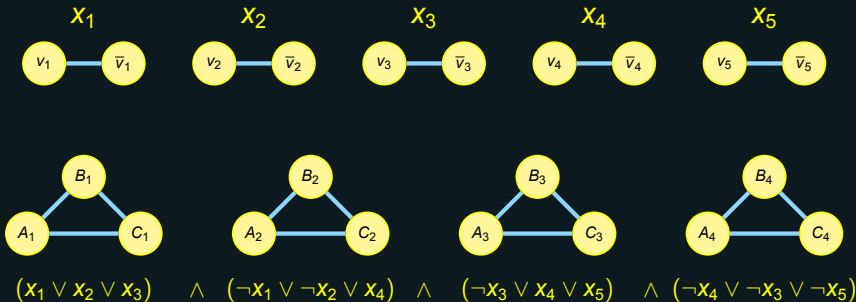 x₁ x₂ x₃ x₄ x₅
v₁ v̄₁ v₂ v̄₂ v₃ v̄₃ v₄ v̄₄ v₅ v̄₅
B₁ B₂ B₃ B₄
A₁ C₁ A₂ C₂ A₃ C₃ A₄ C₄
(x₁ ∨ x₂ ∨ x₃) ∧ (¬x₁ ∨ ¬x₂ ∨ x₄) ∧ (¬x₃ ∨ x₄ ∨ x₅) ∧ (¬x₄ ∨ ¬x₃ ∨ ¬x₅)